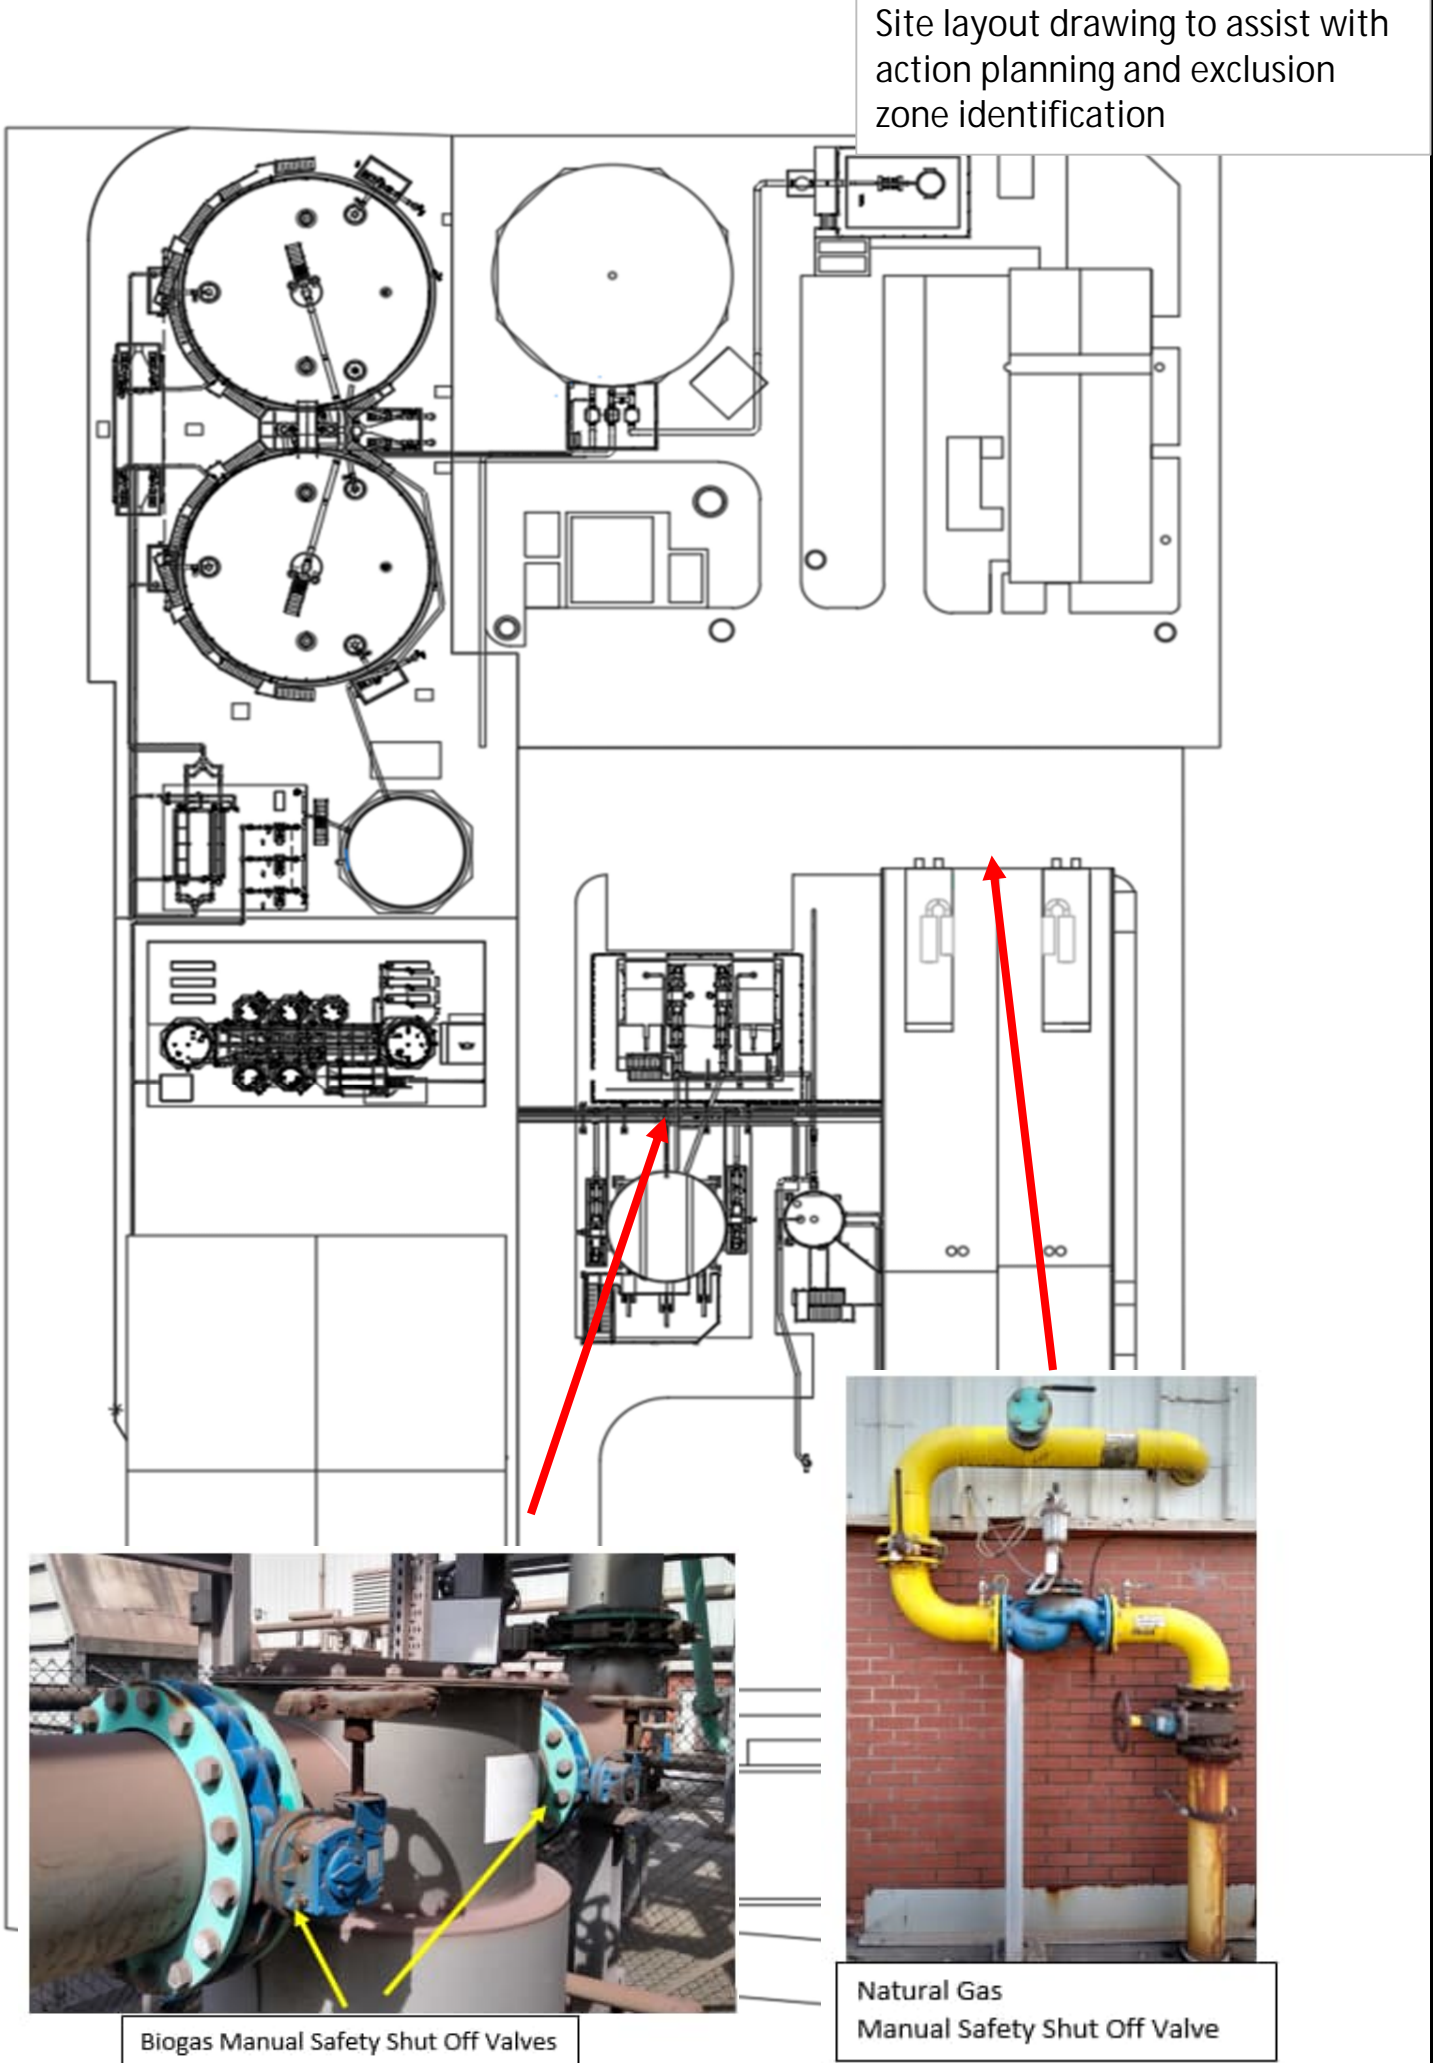 Site layout drawing to assist with
action planning and exclusion
zone identification
Biogas Manual Safety Shut Off Valves
Natural Gas
Manual Safety Shut Off Valve